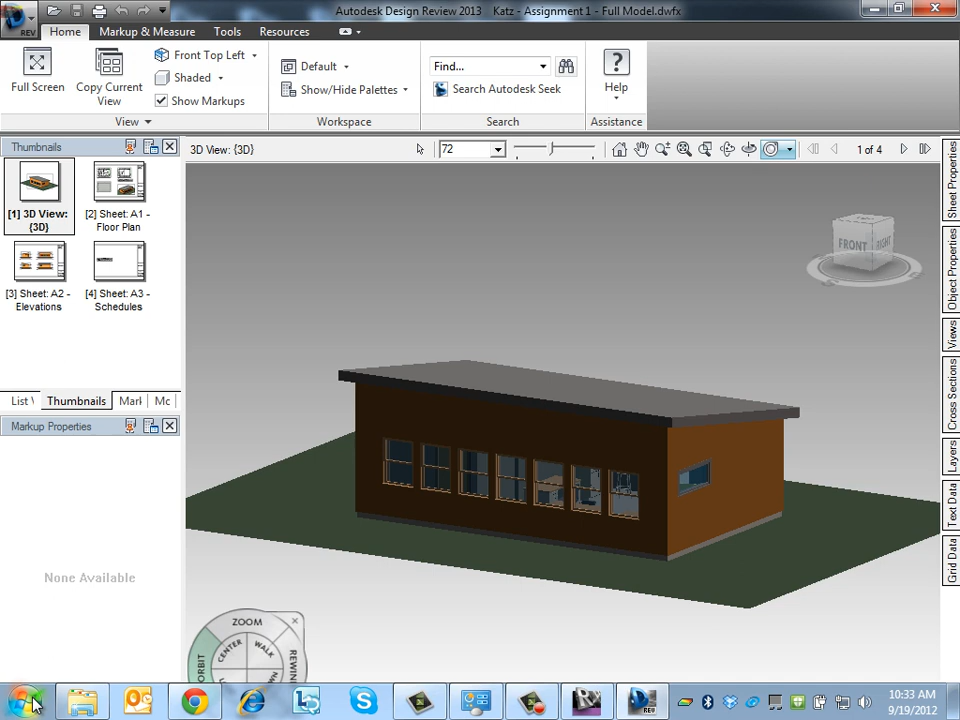 Autodesk Design Review 2013 Katz - Assignment 1 - Full Model.dwfx
REV
Home Markup & Measure Tools Resources
Full Screen
Copy Current
View
Front Top Left
Shaded
Show Markups
View
Default
Show/Hide Palettes
Workspace
Find...
Search Autodesk Seek
Search
Help
Assistance
Thumbnails
3D View: {3D}
72
1 of 4
[1] 3D View:
{3D}
[2] Sheet: A1 -
Floor Plan
[3] Sheet: A2 -
Elevations
[4] Sheet: A3 -
Schedules
List Thumbnails Mark Mc
Markup Properties
None Available
FRONT
RIGHT
Sheet Properties
Object Properties
Views
Cross Sections
Layers
Text Data
Grid Data
ZOOM
ORBIT
CENTER
WALK
REWIND
REV
10:33 AM
9/19/2012